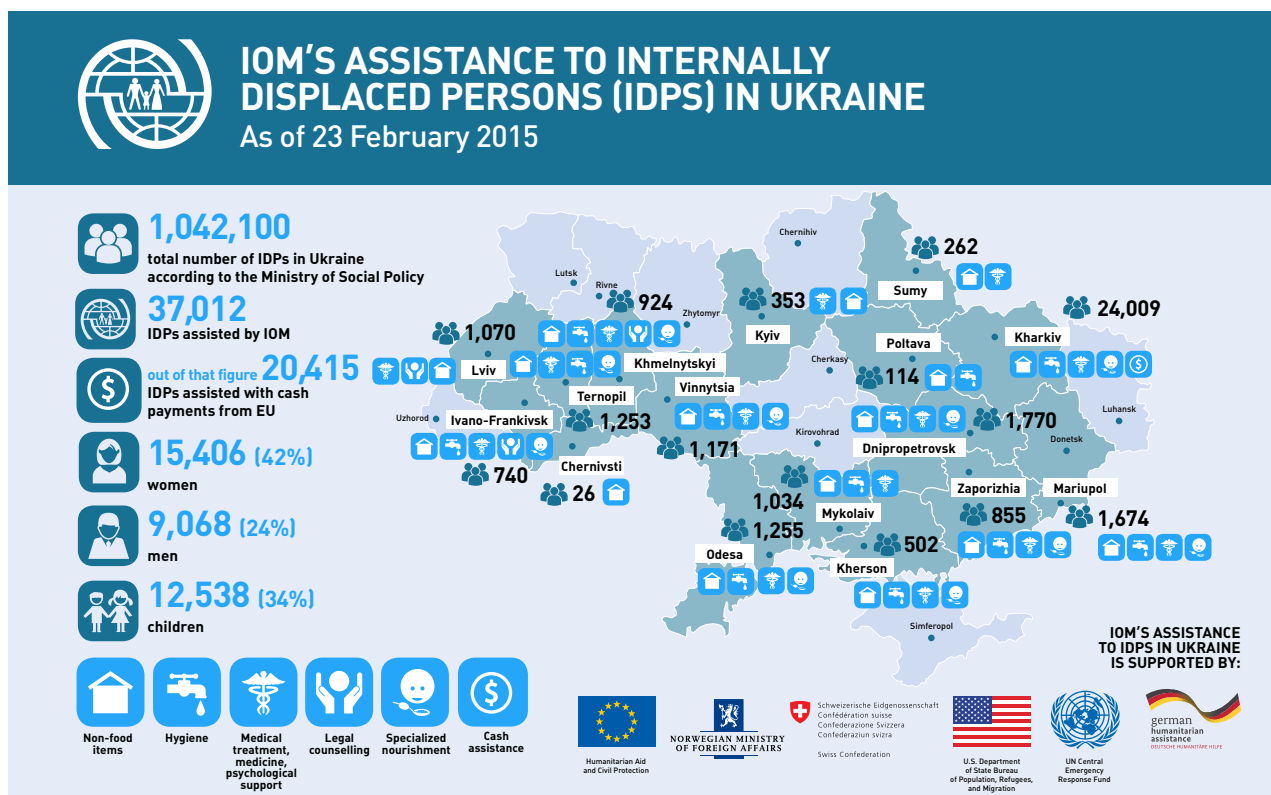 IOM'S ASSISTANCE TO INTERNALLY
DISPLACED PERSONS (IDPS) IN UKRAINE
As of 23 February 2015
1,042,100
total number of IDPs in Ukraine
according to the Ministry of Social Policy
37,012
IDPs assisted by IOM
out of that figure 20,415
IDPs assisted with cash
payments from EU
15,406 (42%)
women
9,068 (24%)
men
12,538 (34%)
children
Chernihiv
262
Lutsk
Rivne
Sumy
924
353
24,009
Zhytomyr
1,070
Kyiv
Poltava
Kharkiv
Lviv
Khmelnytskyi
Cherkasy
114
Vinnytsia
Ternopil
Luhansk
Uzhorod
Ivano-Frankivsk
1,253
1,770
Kirovohrad
Donetsk
1,171
Dnipropetrovsk
Chernivsti
740
26
Zaporizhia
Mariupol
1,034
Mykolaiv
855
1,674
1,255
502
Odesa
Kherson
Simferopol
Non-food
items
Hygiene
Medical
treatment,
medicine,
psychological
support
Legal
counselling
Specialized
nourishment
Cash
assistance
IOM'S ASSISTANCE
TO IDPS IN UKRAINE
IS SUPPORTED BY:
Humanitarian Aid
and Civil Protection
NORWEGIAN MINISTRY
OF FOREIGN AFFAIRS
Schweizerische Eidgenossenschaft
Confédération suisse
Confederazione Svizzera
Confederaziun svizra
Swiss Confederation
U.S. Department
of State Bureau
of Population, Refugees,
and Migration
UN Central
Emergency
Response Fund
german
humanitarian
assistance
DEUTSCHE HUMANITÄRE HILFE